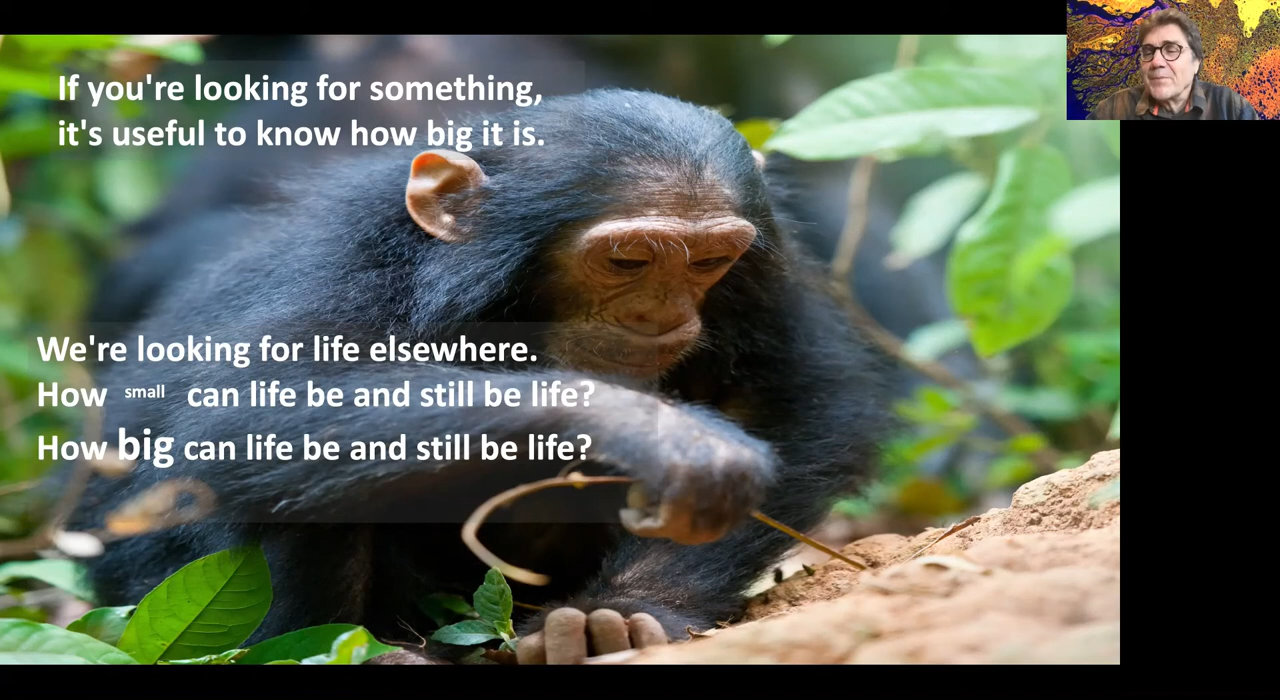 If you're looking for something,
it's useful to know how big it is.
We're looking for life elsewhere.
How small can life be and still be life?
How big can life be and still be life?